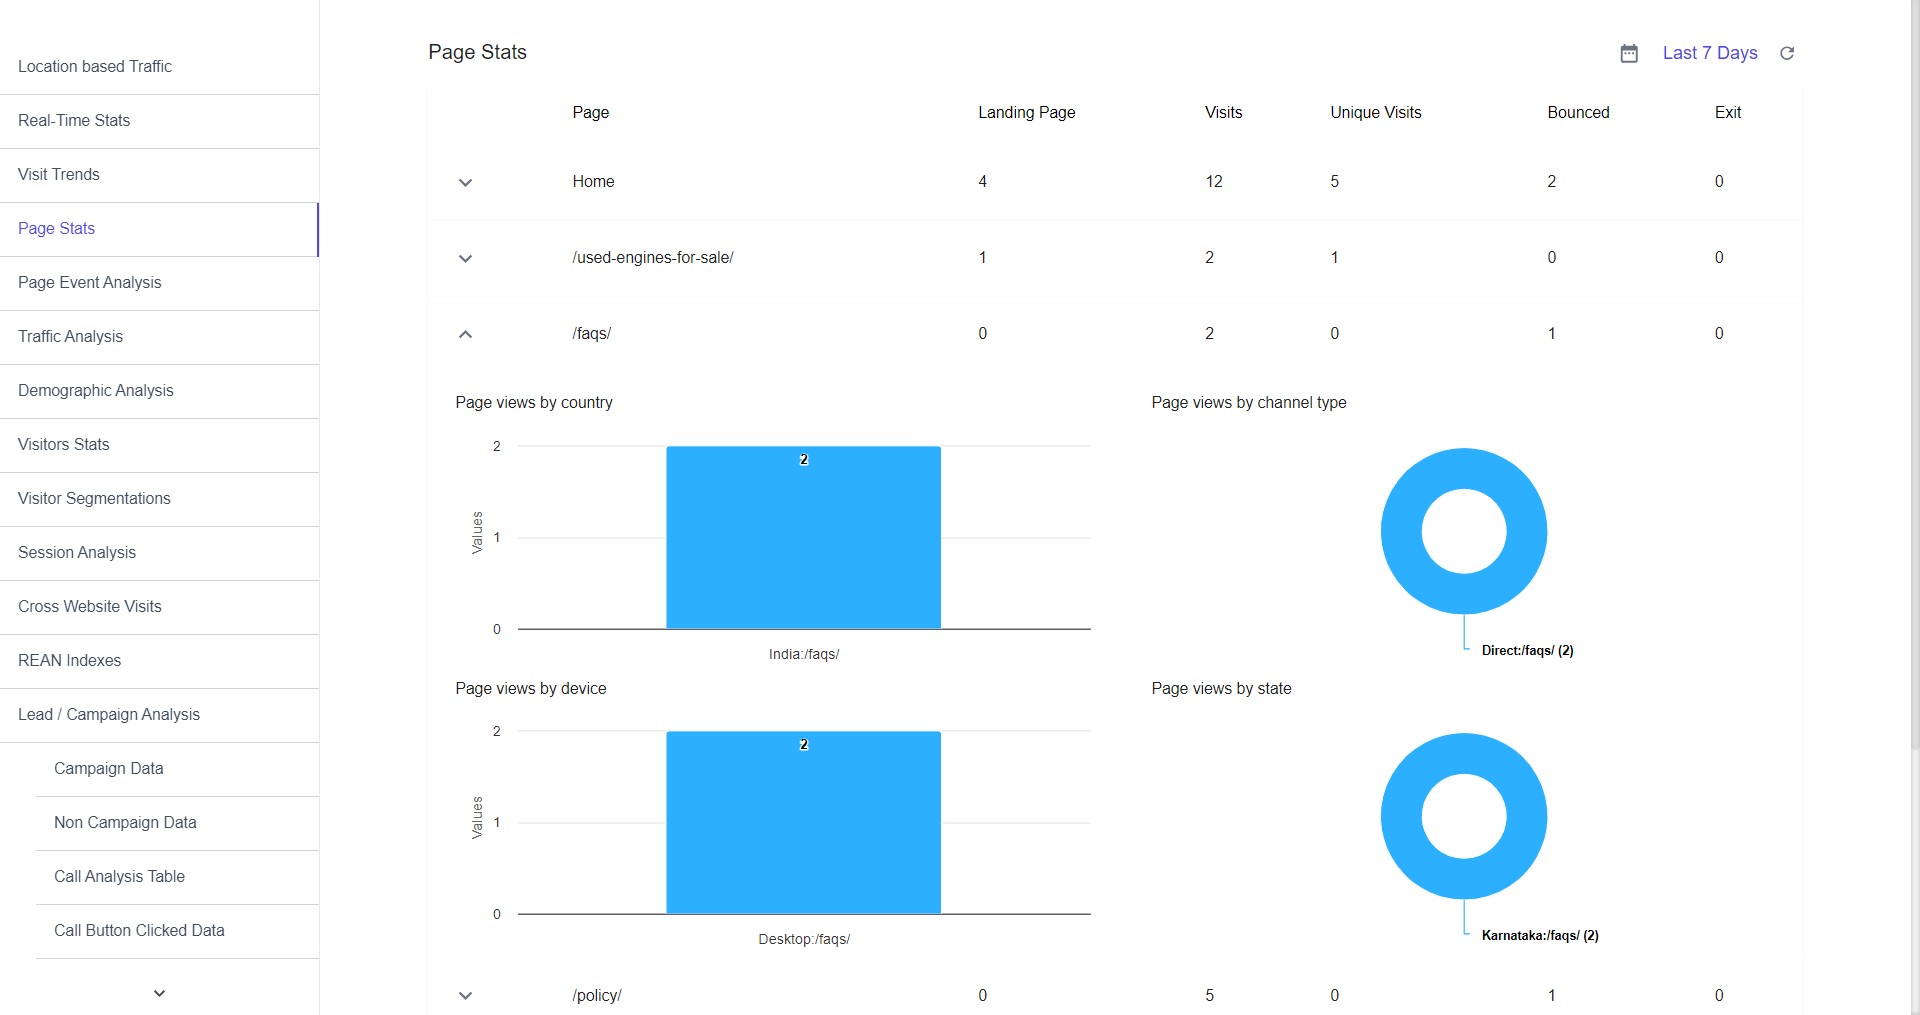 Location based Traffic
Real-Time Stats
Visit Trends
Page Stats
Page Event Analysis
Traffic Analysis
Demographic Analysis
Visitors Stats
Visitor Segmentations
Session Analysis
Cross Website Visits
REAN Indexes
Lead / Campaign Analysis
Campaign Data
Non Campaign Data
Call Analysis Table
Call Button Clicked Data
Page Stats
Last 7 Days
Page Landing Page Visits Unique Visits Bounced Exit
Home 4 12 5 2 0
/used-engines-for-sale/ 1 2 1 0 0
/faqs/ 0 2 0 1 0
Page views by country
2
1
0
Values
2
India:/faqs/
Page views by channel type
Direct:/faqs/ (2)
Page views by device
2
1
0
Values
2
Desktop:/faqs/
Page views by state
Karnataka:/faqs/ (2)
/policy/ 0 5 0 1 0